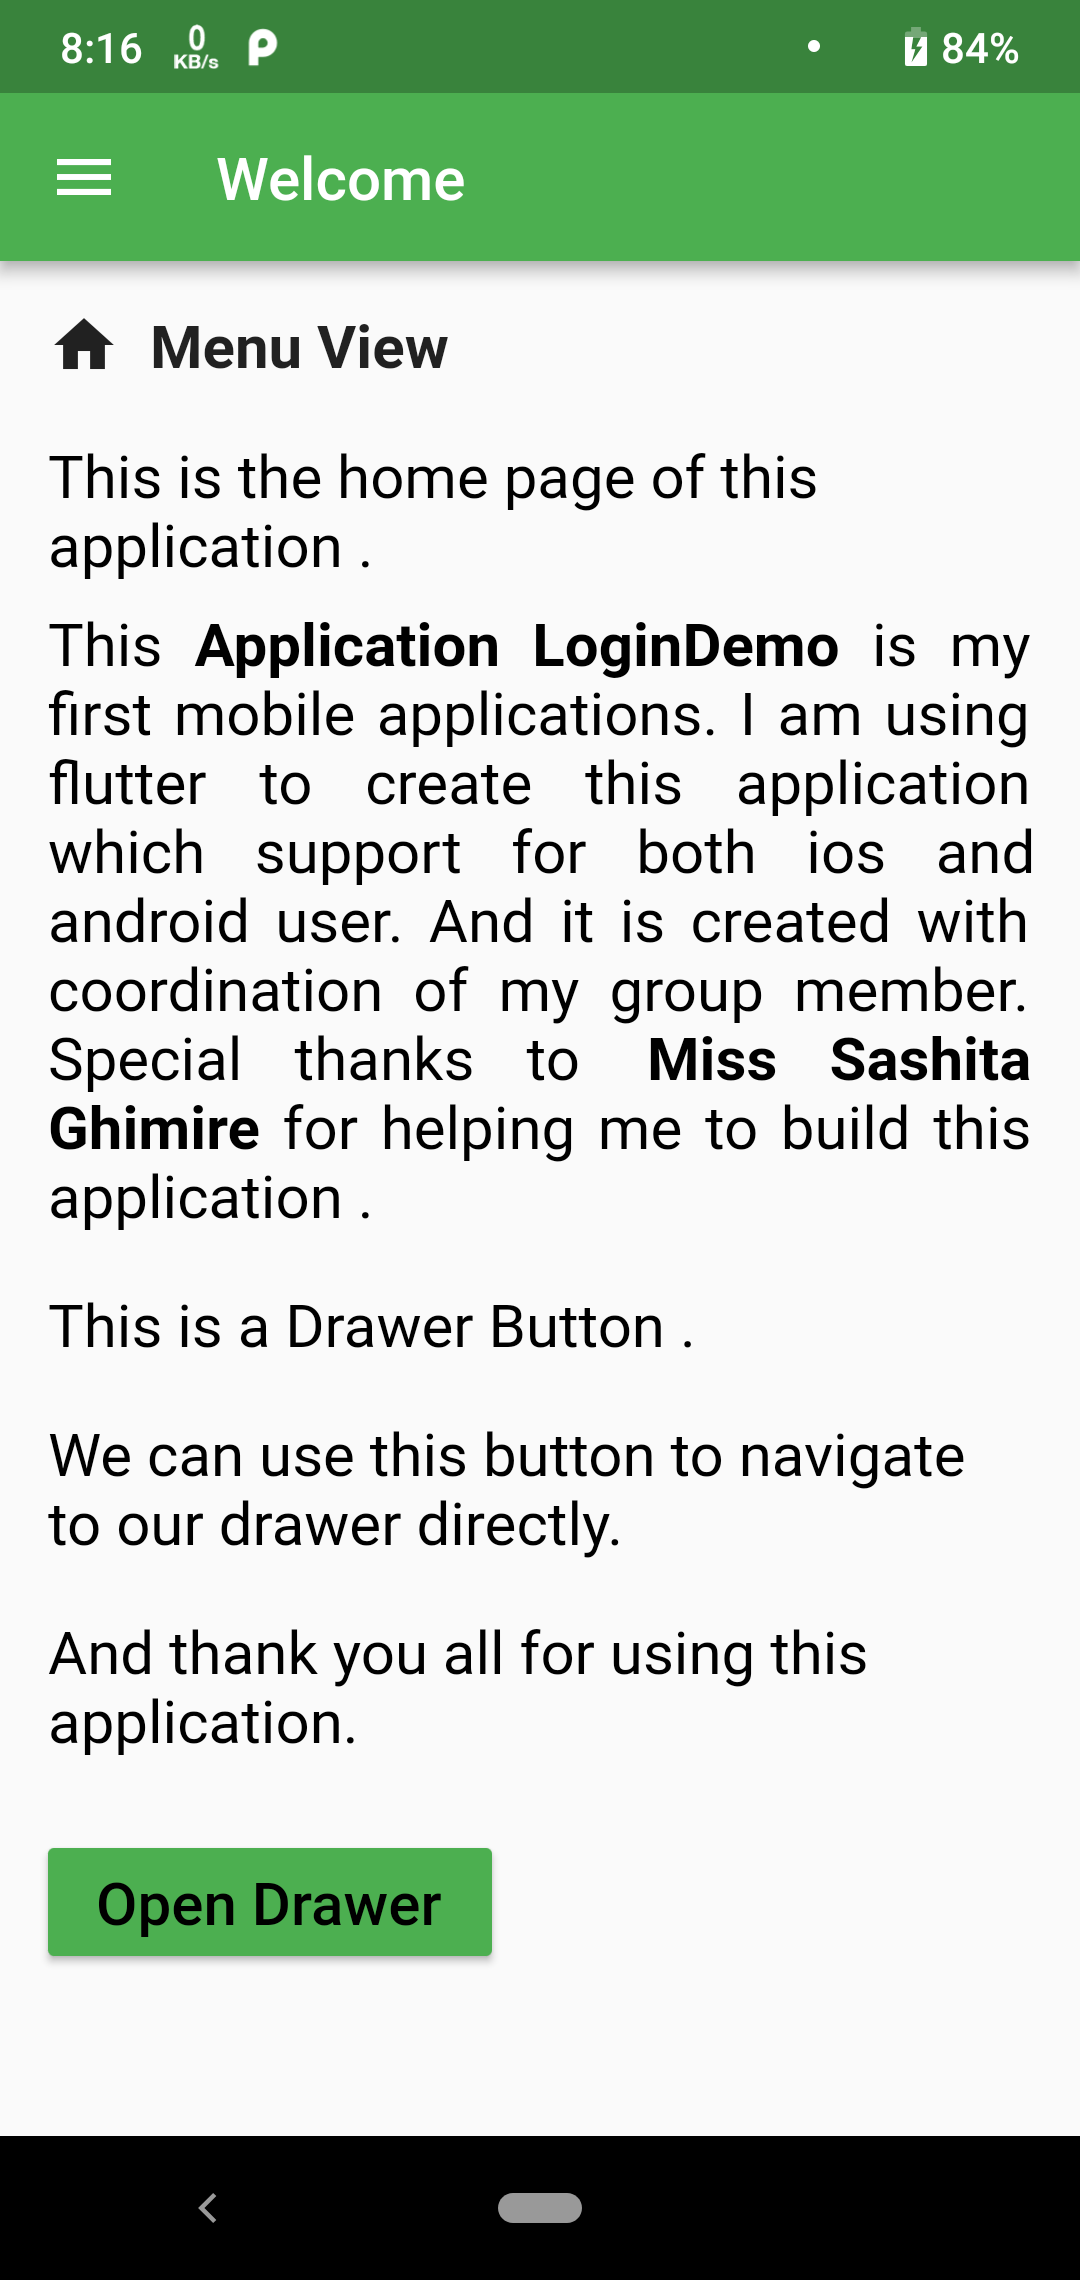 8:16 0 KB/s 84%
Welcome
Menu View
This is the home page of this
application .
This Application LoginDemo is my
first mobile applications. I am using
flutter to create this application
which support for both ios and
android user. And it is created with
coordination of my group member.
Special thanks to Miss Sashita
Ghimire for helping me to build this
application .
This is a Drawer Button .
We can use this button to navigate
to our drawer directly.
And thank you all for using this
application.
Open Drawer